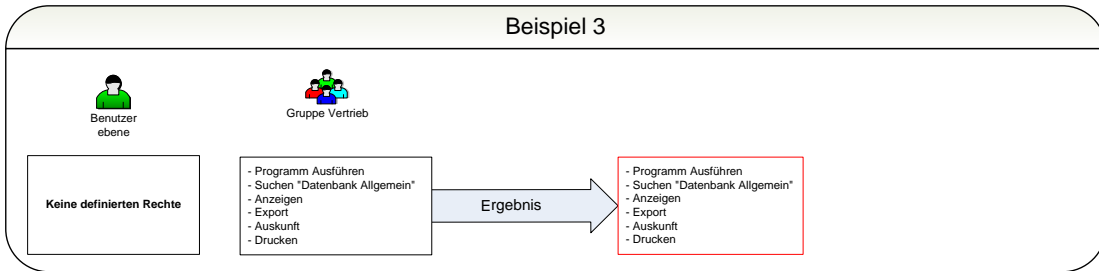 Beispiel 3
Benutzer
ebene
Gruppe Vertrieb
Keine definierten Rechte
- Programm Ausführen
- Suchen "Datenbank Allgemein"
- Anzeigen
- Export
- Auskunft
- Drucken
Ergebnis
- Programm Ausführen
- Suchen "Datenbank Allgemein"
- Anzeigen
- Export
- Auskunft
- Drucken